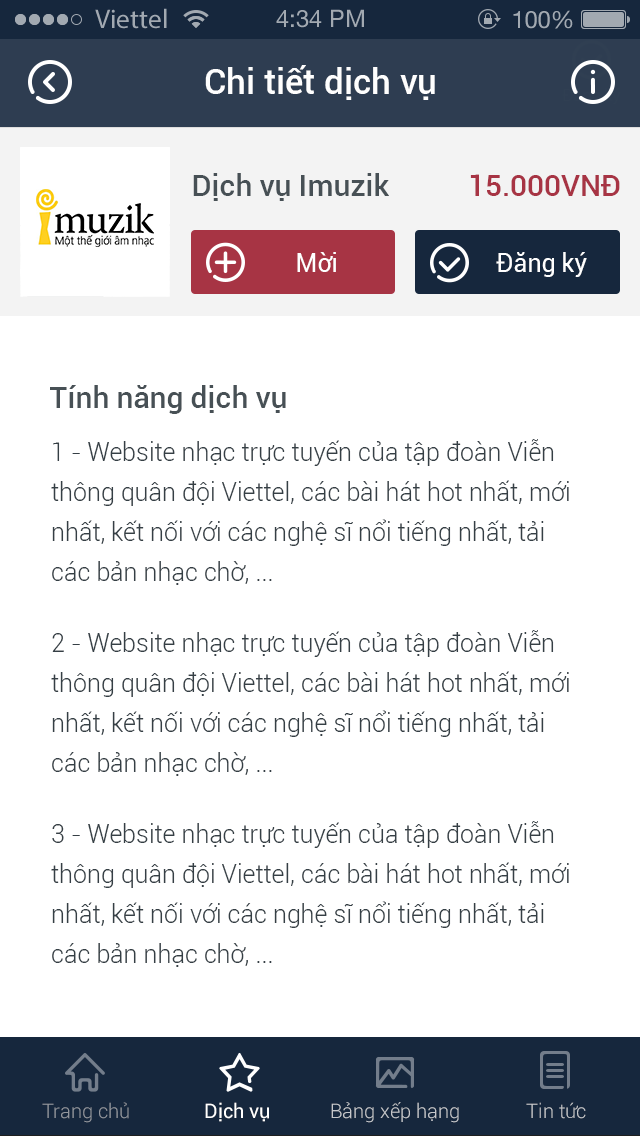 Viettel 4:34 PM 100%
Chi tiết dịch vụ
imuzik
Một thế giới âm nhạc
Dịch vụ Imuzik 15.000VNĐ
Mời Đăng ký
Tính năng dịch vụ
1 - Website nhạc trực tuyến của tập đoàn Viễn
thông quân đội Viettel, các bài hát hot nhất, mới
nhất, kết nối với các nghệ sĩ nổi tiếng nhất, tải
các bản nhạc chờ, ...
2 - Website nhạc trực tuyến của tập đoàn Viễn
thông quân đội Viettel, các bài hát hot nhất, mới
nhất, kết nối với các nghệ sĩ nổi tiếng nhất, tải
các bản nhạc chờ, ...
3 - Website nhạc trực tuyến của tập đoàn Viễn
thông quân đội Viettel, các bài hát hot nhất, mới
nhất, kết nối với các nghệ sĩ nổi tiếng nhất, tải
các bản nhạc chờ, ...
Trang chủ Dịch vụ Bảng xếp hạng Tin tức